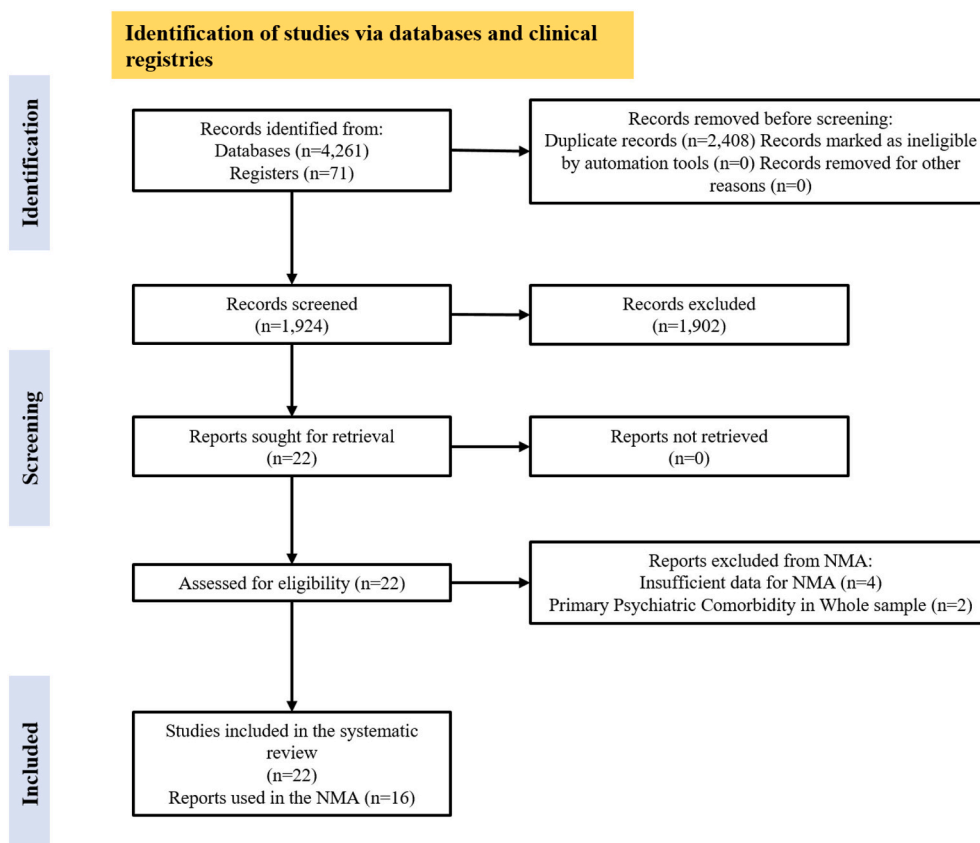 Identification of studies via databases and clinical
registries
Identification
Records identified from:
Databases (n=4,261)
Registers (n=71)
Records removed before screening:
Duplicate records (n=2,408) Records marked as ineligible
by automation tools (n=0) Records removed for other
reasons (n=0)
Records screened
(n=1,924)
Records excluded
(n=1,902)
Screening
Reports sought for retrieval
(n=22)
Reports not retrieved
(n=0)
Assessed for eligibility (n=22)
Reports excluded from NMA:
Insufficient data for NMA (n=4)
Primary Psychiatric Comorbidity in Whole sample (n=2)
Included
Studies included in the systematic
review
(n=22)
Reports used in the NMA (n=16)